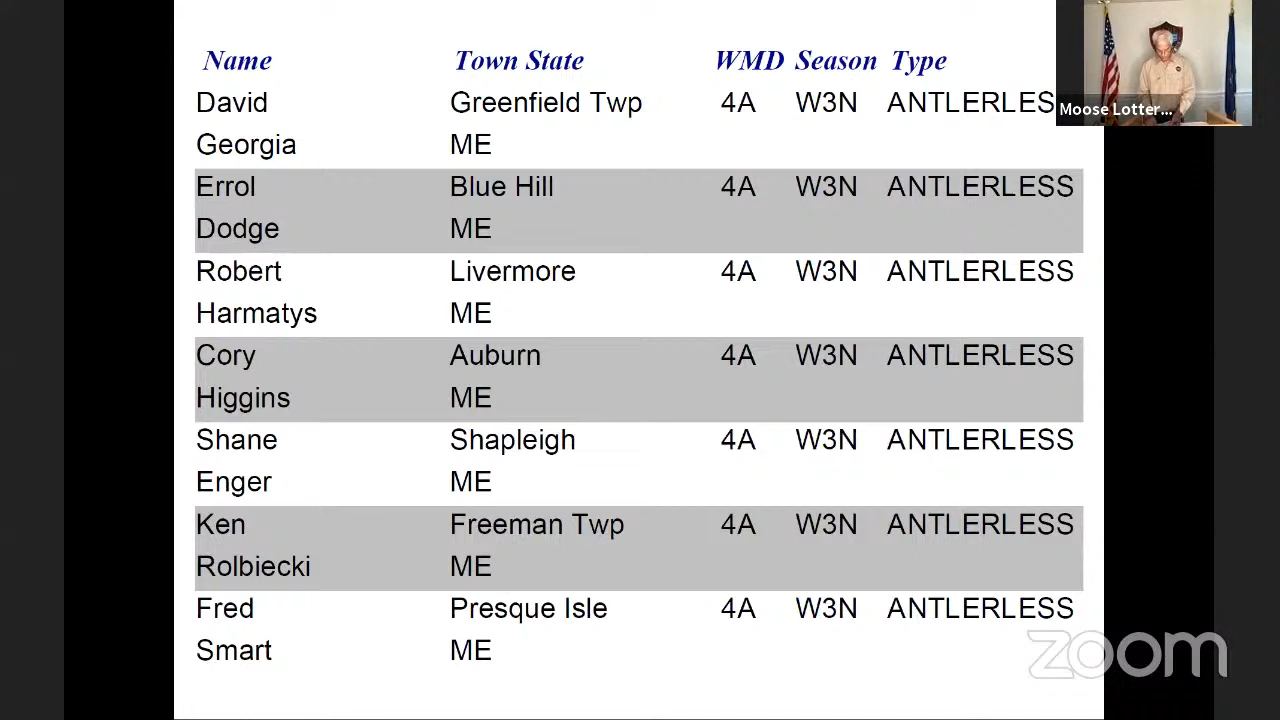 Name Town State WMD Season Type
David Greenfield Twp 4A W3N ANTLERLES
Georgia ME
Errol Blue Hill 4A W3N ANTLERLESS
Dodge ME
Robert Livermore 4A W3N ANTLERLESS
Harmatys ME
Cory Auburn 4A W3N ANTLERLESS
Higgins ME
Shane Shapleigh 4A W3N ANTLERLESS
Enger ME
Ken Freeman Twp 4A W3N ANTLERLESS
Rolbiecki ME
Fred Presque Isle 4A W3N ANTLERLESS
Smart ME
Moose Lotter...
zoom